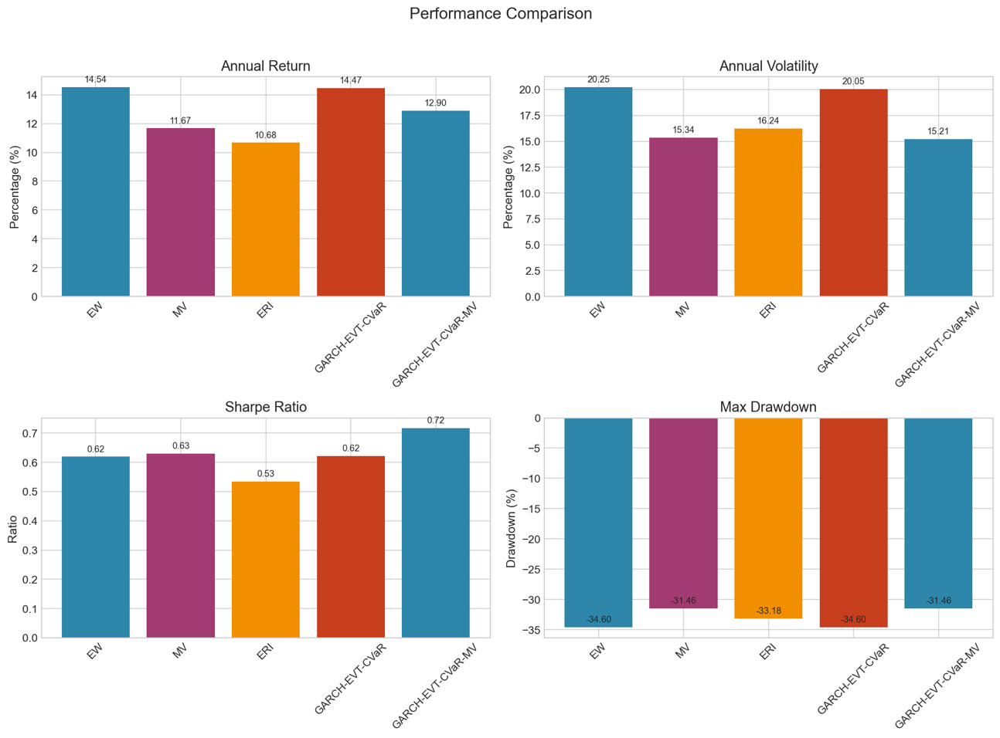 Performance Comparison
Annual Return
Percentage (%)
14
12
10
8
6
4
2
0
14.54
11.67
10.68
14.47
12.90
EW
MV
ERI
GARCH-EVT-CVaR
GARCH-EVT-CVaR-MV
Annual Volatility
Percentage (%)
20.0
17.5
15.0
12.5
10.0
7.5
5.0
2.5
0.0
20.25
15.34
16.24
20.05
15.21
EW
MV
ERI
GARCH-EVT-CVaR
GARCH-EVT-CVaR-MV
Sharpe Ratio
Ratio
0.7
0.6
0.5
0.4
0.3
0.2
0.1
0.0
0.62
0.63
0.53
0.62
0.72
EW
MV
ERI
GARCH-EVT-CVaR
GARCH-EVT-CVaR-MV
Max Drawdown
Drawdown (%)
0
−5
−10
−15
−20
−25
−30
−35
-34.60
-31.46
-33.18
-34.60
-31.46
EW
MV
ERI
GARCH-EVT-CVaR
GARCH-EVT-CVaR-MV